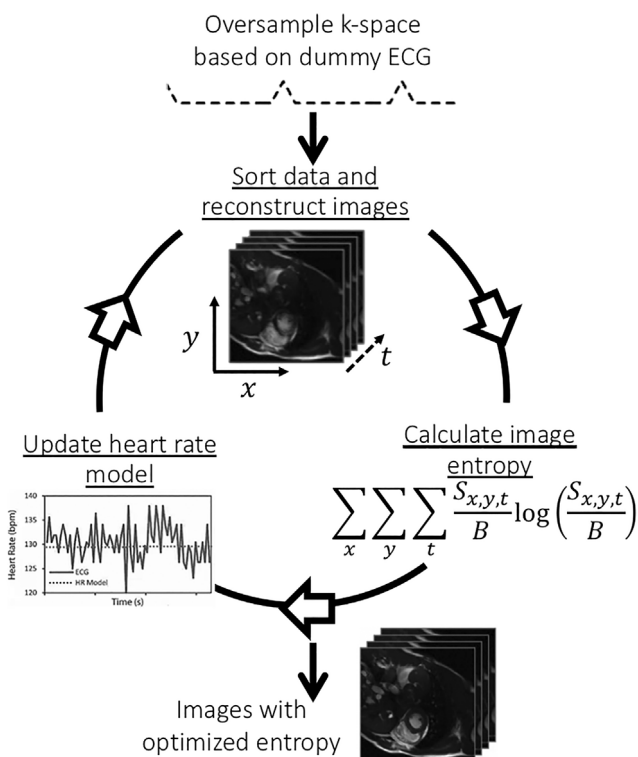 Oversample k-space
based on dummy ECG
Sort data and
reconstruct images
y
x
t
Update heart rate
model
140
135
130
125
120
Heart Rate (bpm)
ECG
HR Model
Time (s)
Calculate image
entropy
∑x ∑y ∑t Sx,y,t/B log(Sx,y,t/B)
Images with
optimized entropy